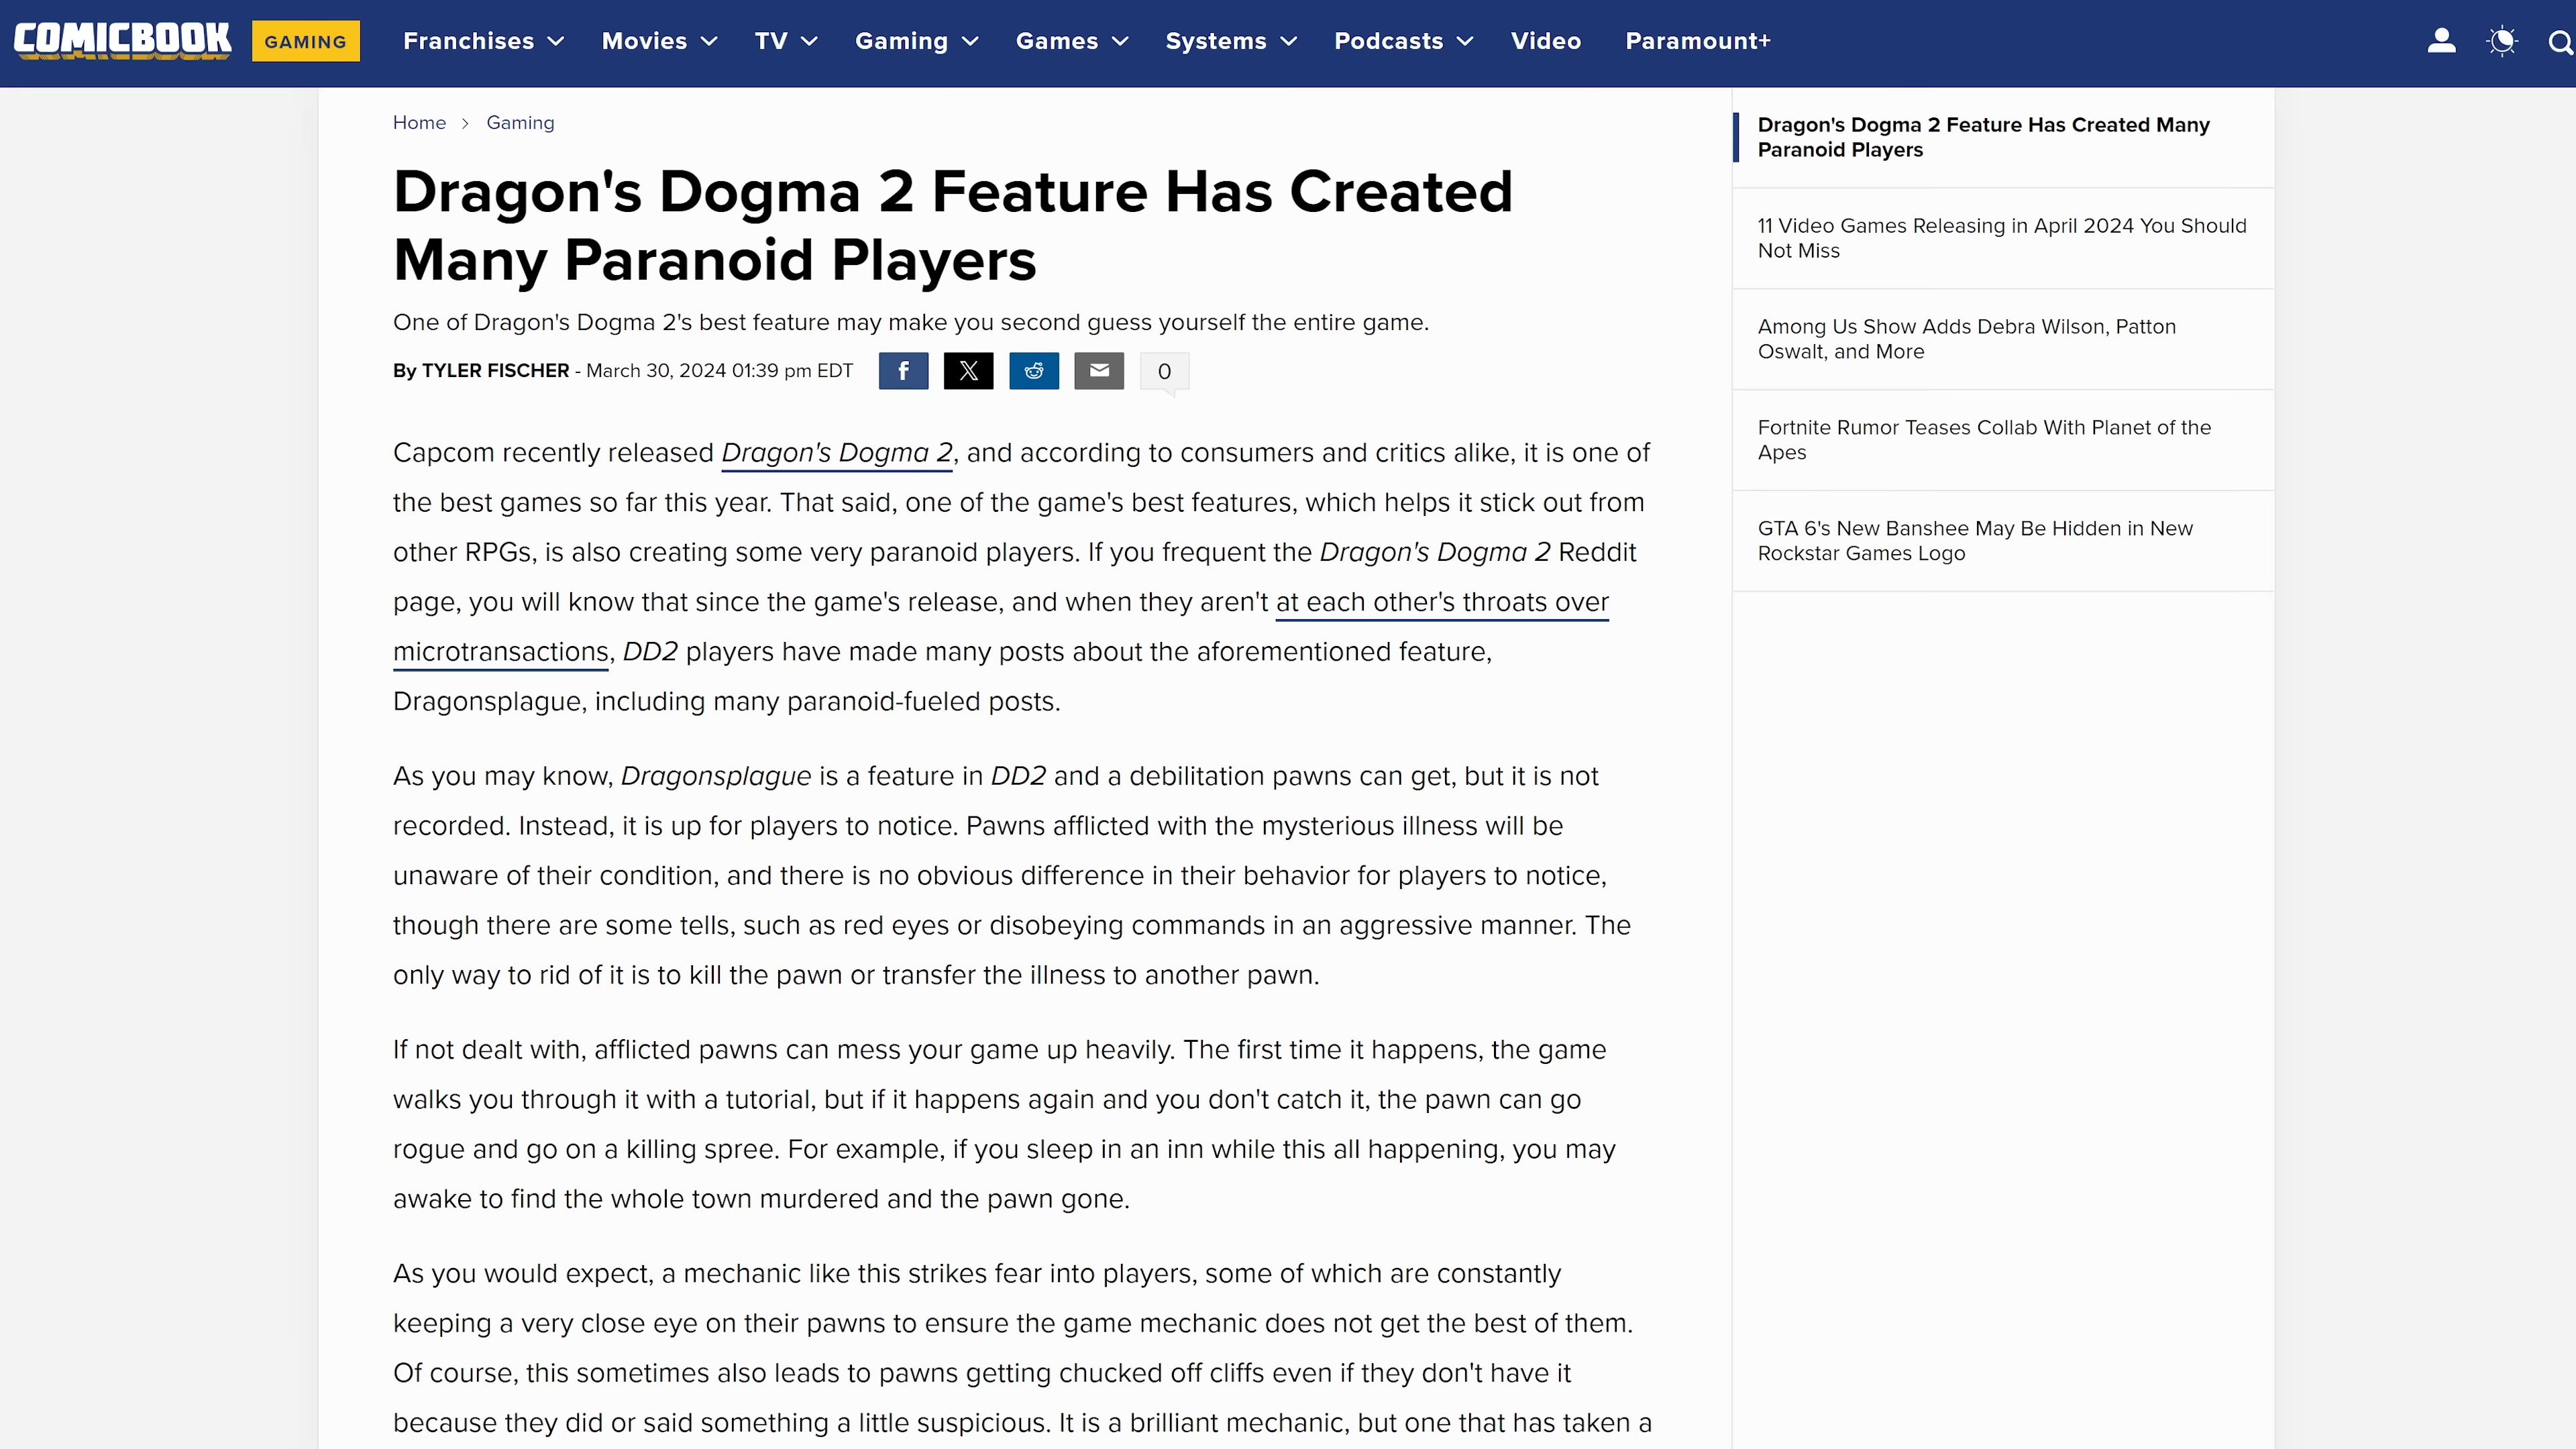 COMICBOOK GAMING Franchises Movies TV Gaming Games Systems Podcasts Video Paramount+
Home > Gaming
Dragon's Dogma 2 Feature Has Created
Many Paranoid Players
One of Dragon's Dogma 2's best feature may make you second guess yourself the entire game.
By TYLER FISCHER - March 30, 2024 01:39 pm EDT 0
Capcom recently released Dragon's Dogma 2, and according to consumers and critics alike, it is one of
the best games so far this year. That said, one of the game's best features, which helps it stick out from
other RPGs, is also creating some very paranoid players. If you frequent the Dragon's Dogma 2 Reddit
page, you will know that since the game's release, and when they aren't at each other's throats over
microtransactions, DD2 players have made many posts about the aforementioned feature,
Dragonsplague, including many paranoid-fueled posts.
As you may know, Dragonsplague is a feature in DD2 and a debilitation pawns can get, but it is not
recorded. Instead, it is up for players to notice. Pawns afflicted with the mysterious illness will be
unaware of their condition, and there is no obvious difference in their behavior for players to notice,
though there are some tells, such as red eyes or disobeying commands in an aggressive manner. The
only way to rid of it is to kill the pawn or transfer the illness to another pawn.
If not dealt with, afflicted pawns can mess your game up heavily. The first time it happens, the game
walks you through it with a tutorial, but if it happens again and you don't catch it, the pawn can go
rogue and go on a killing spree. For example, if you sleep in an inn while this all happening, you may
awake to find the whole town murdered and the pawn gone.
As you would expect, a mechanic like this strikes fear into players, some of which are constantly
keeping a very close eye on their pawns to ensure the game mechanic does not get the best of them.
Of course, this sometimes also leads to pawns getting chucked off cliffs even if they don't have it
because they did or said something a little suspicious. It is a brilliant mechanic, but one that has taken a
Dragon's Dogma 2 Feature Has Created Many
Paranoid Players
11 Video Games Releasing in April 2024 You Should
Not Miss
Among Us Show Adds Debra Wilson, Patton
Oswalt, and More
Fortnite Rumor Teases Collab With Planet of the
Apes
GTA 6's New Banshee May Be Hidden in New
Rockstar Games Logo